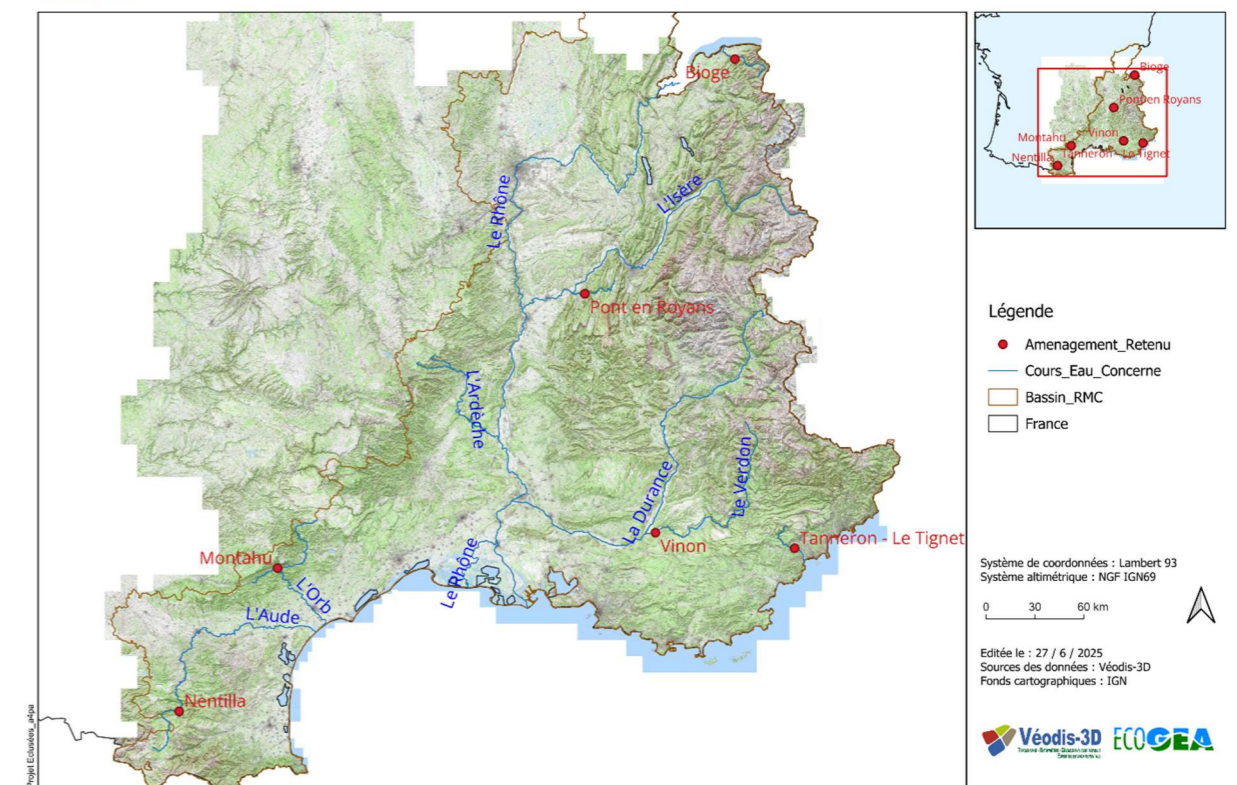 Bioge
Le Rhône
L'Isère
Pont en Royans
L'Ardèche
La Durance
Le Verdon
Vinon
Tanneron - Le Tignet
Montahu
L'Orb
L'Aude
Le Rhône
Nentilla
Projet Eclusées_a4pa
Bioge
Pont en Royans
Montahu
Vinon
Nentilla
Tanneron - Le Tignet
Légende
Amenagement_Retenu
Cours_Eau_Concerne
Bassin_RMC
France
Système de coordonnées : Lambert 93
Système altimétrique : NGF IGN69
0 30 60 km
Editée le : 27 / 6 / 2025
Sources des données : Véodis-3D
Fonds cartographiques : IGN
Véodis-3D
ECOGEA